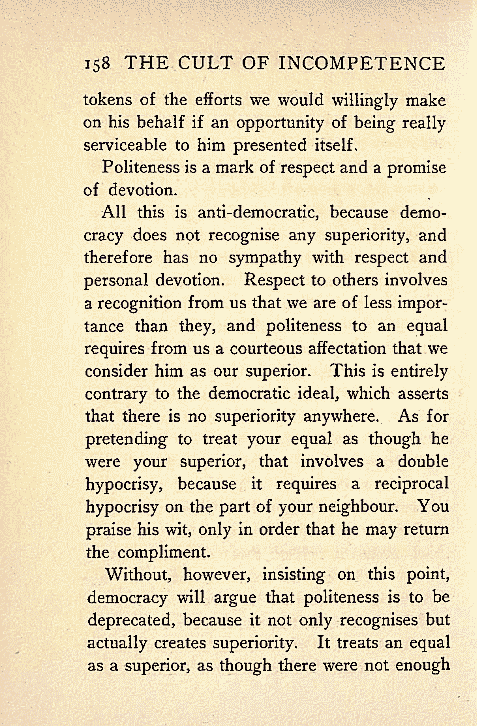 158 THE CULT OF INCOMPETENCE
tokens of the efforts we would willingly make
on his behalf if an opportunity of being really
serviceable to him presented itself.
Politeness is a mark of respect and a promise
of devotion.
All this is anti-democratic, because demo-
cracy does not recognise any superiority, and
therefore has no sympathy with respect and
personal devotion. Respect to others involves
a recognition from us that we are of less impor-
tance than they, and politeness to an equal
requires from us a courteous affectation that we
consider him as our superior. This is entirely
contrary to the democratic ideal, which asserts
that there is no superiority anywhere. As for
pretending to treat your equal as though he
were your superior, that involves a double
hypocrisy, because it requires a reciprocal
hypocrisy on the part of your neighbour. You
praise his wit, only in order that he may return
the compliment.
Without, however, insisting on this point,
democracy will argue that politeness is to be
deprecated, because it not only recognises but
actually creates superiority. It treats an equal
as a superior, as though there were not enough